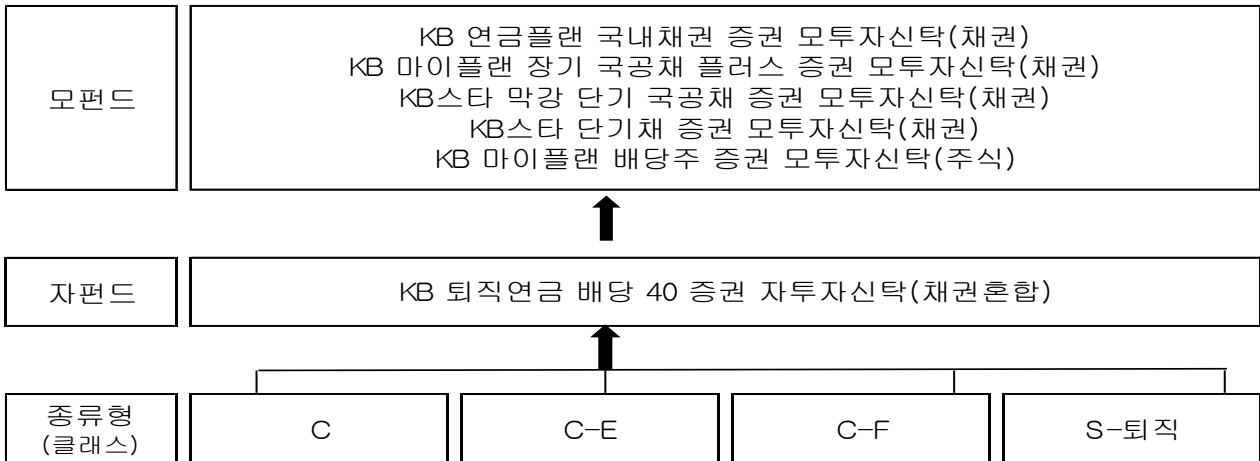 모펀드
KB 연금플랜 국내채권 증권 모투자신탁(채권)
KB 마이플랜 장기 국공채 플러스 증권 모투자신탁(채권)
KB스타 막강 단기 국공채 증권 모투자신탁(채권)
KB스타 단기채 증권 모투자신탁(채권)
KB 마이플랜 배당주 증권 모투자신탁(주식)
자펀드
KB 퇴직연금 배당 40 증권 자투자신탁(채권혼합)
종류형
(클래스)
C
C-E
C-F
S-퇴직